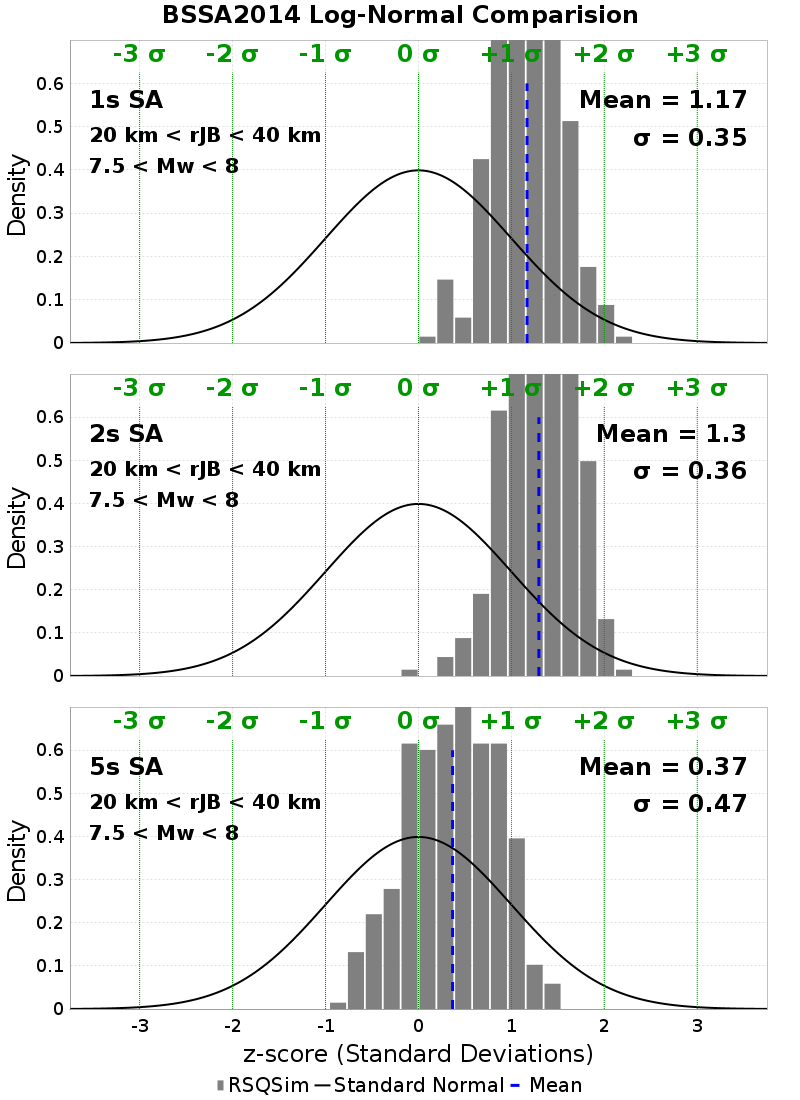 BSSA2014 Log-Normal Comparision
-3 σ -2 σ -1 σ 0 σ +1 σ +2 σ +3 σ
1s SA
Mean = 1.17
20 km < rJB < 40 km
σ = 0.35
7.5 < Mw < 8
Density
0.6
0.5
0.4
0.3
0.2
0.1
0
-3 σ -2 σ -1 σ 0 σ +1 σ +2 σ +3 σ
2s SA
Mean = 1.3
20 km < rJB < 40 km
σ = 0.36
7.5 < Mw < 8
Density
0.6
0.5
0.4
0.3
0.2
0.1
0
-3 σ -2 σ -1 σ 0 σ +1 σ +2 σ +3 σ
5s SA
Mean = 0.37
20 km < rJB < 40 km
σ = 0.47
7.5 < Mw < 8
Density
0.6
0.5
0.4
0.3
0.2
0.1
0
-3 -2 -1 0 1 2 3
z-score (Standard Deviations)
RSQSim Standard Normal Mean